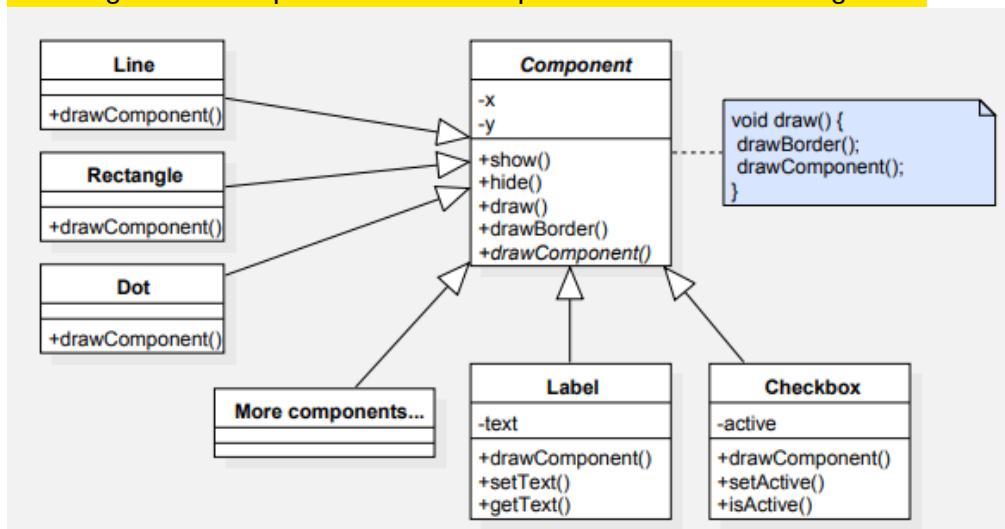 Line
+drawComponent()
Rectangle
+drawComponent()
Dot
+drawComponent()
Component
-x
-y
+show()
+hide()
+draw()
+drawBorder()
+drawComponent()
void draw() {
drawBorder();
drawComponent();
}
More components...
Label
-text
+drawComponent()
+setText()
+getText()
Checkbox
-active
+drawComponent()
+setActive()
+isActive()